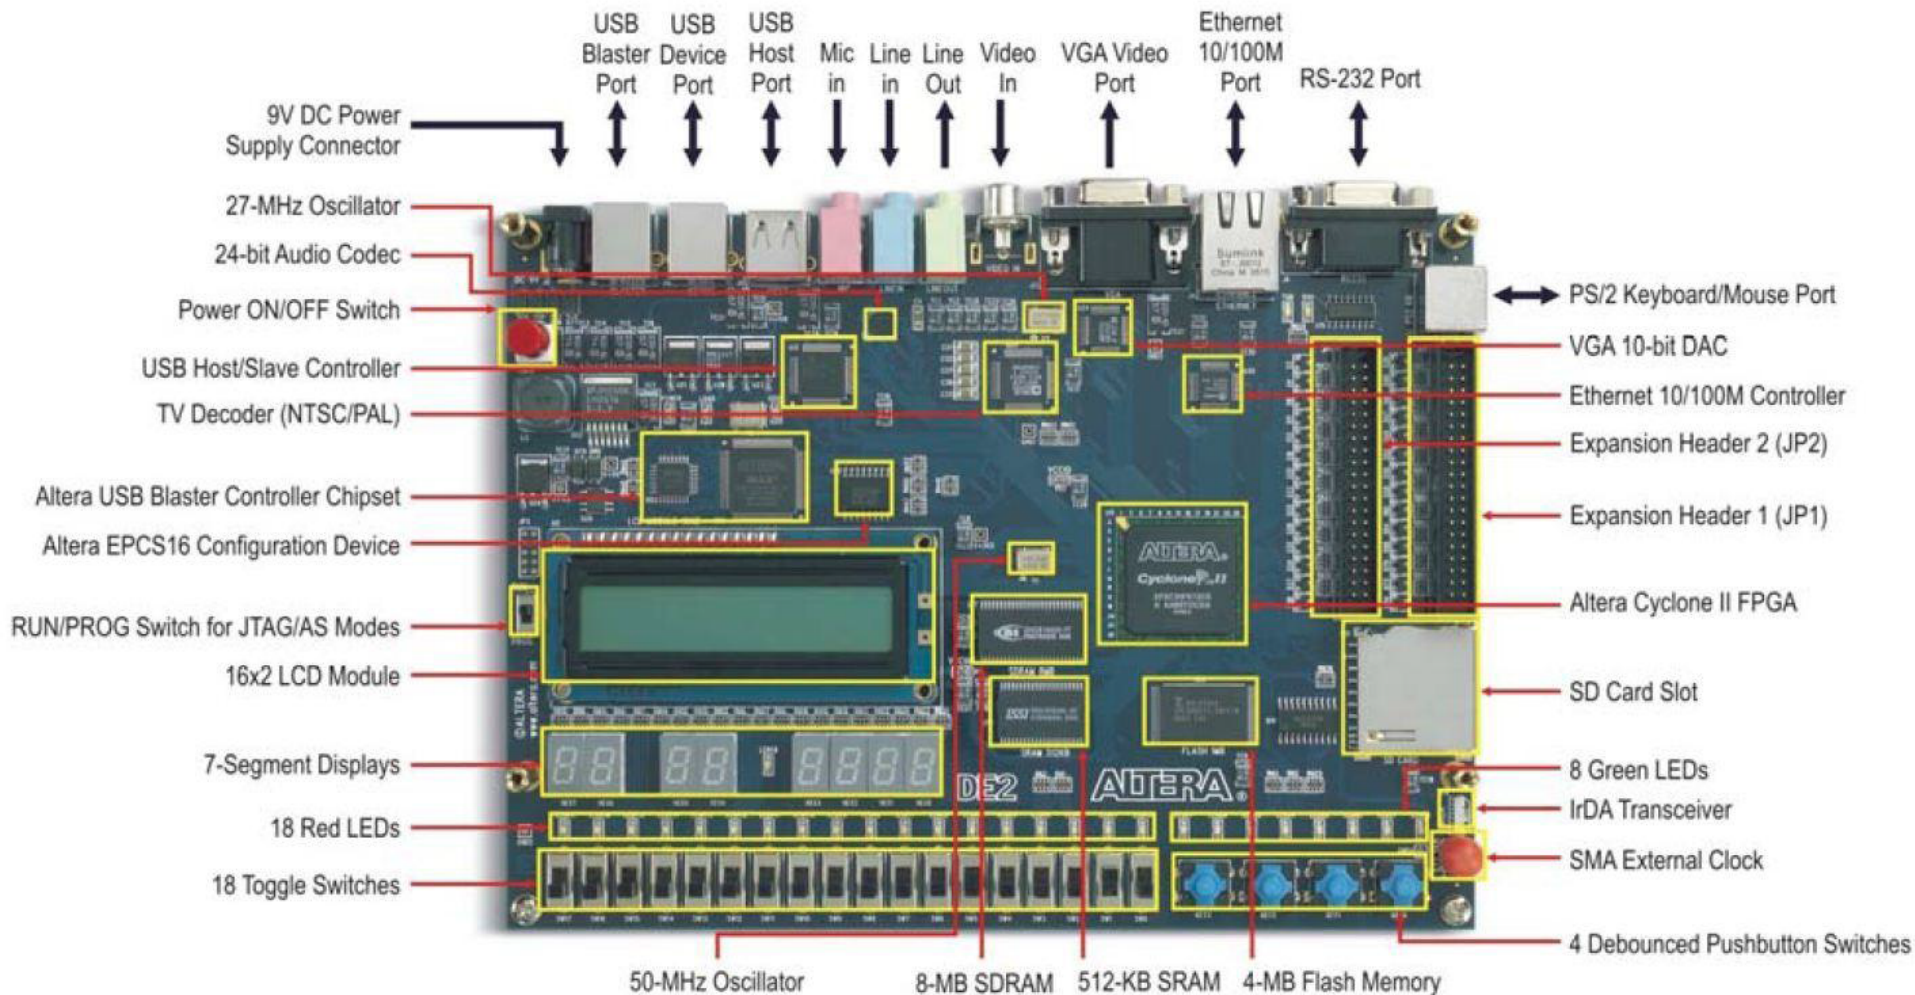 USB
Blaster
Port
USB
Device
Port
USB
Host
Port
Mic
in
Line
in
Line
Out
Video
In
VGA Video
Port
Ethernet
10/100M
Port
RS-232 Port
9V DC Power
Supply Connector
27-MHz Oscillator
24-bit Audio Codec
Power ON/OFF Switch
USB Host/Slave Controller
TV Decoder (NTSC/PAL)
Altera USB Blaster Controller Chipset
Altera EPCS16 Configuration Device
RUN/PROG Switch for JTAG/AS Modes
16x2 LCD Module
7-Segment Displays
18 Red LEDs
18 Toggle Switches
PS/2 Keyboard/Mouse Port
VGA 10-bit DAC
Ethernet 10/100M Controller
Expansion Header 2 (JP2)
Expansion Header 1 (JP1)
Altera Cyclone II FPGA
SD Card Slot
8 Green LEDs
IrDA Transceiver
SMA External Clock
4 Debounced Pushbutton Switches
50-MHz Oscillator
8-MB SDRAM
512-KB SRAM
4-MB Flash Memory
VIDEO IN
VGA
ALTERA
ALTERA
Cyclone II
©ALTERA
SRAM 512KB
DE2
ALTERA